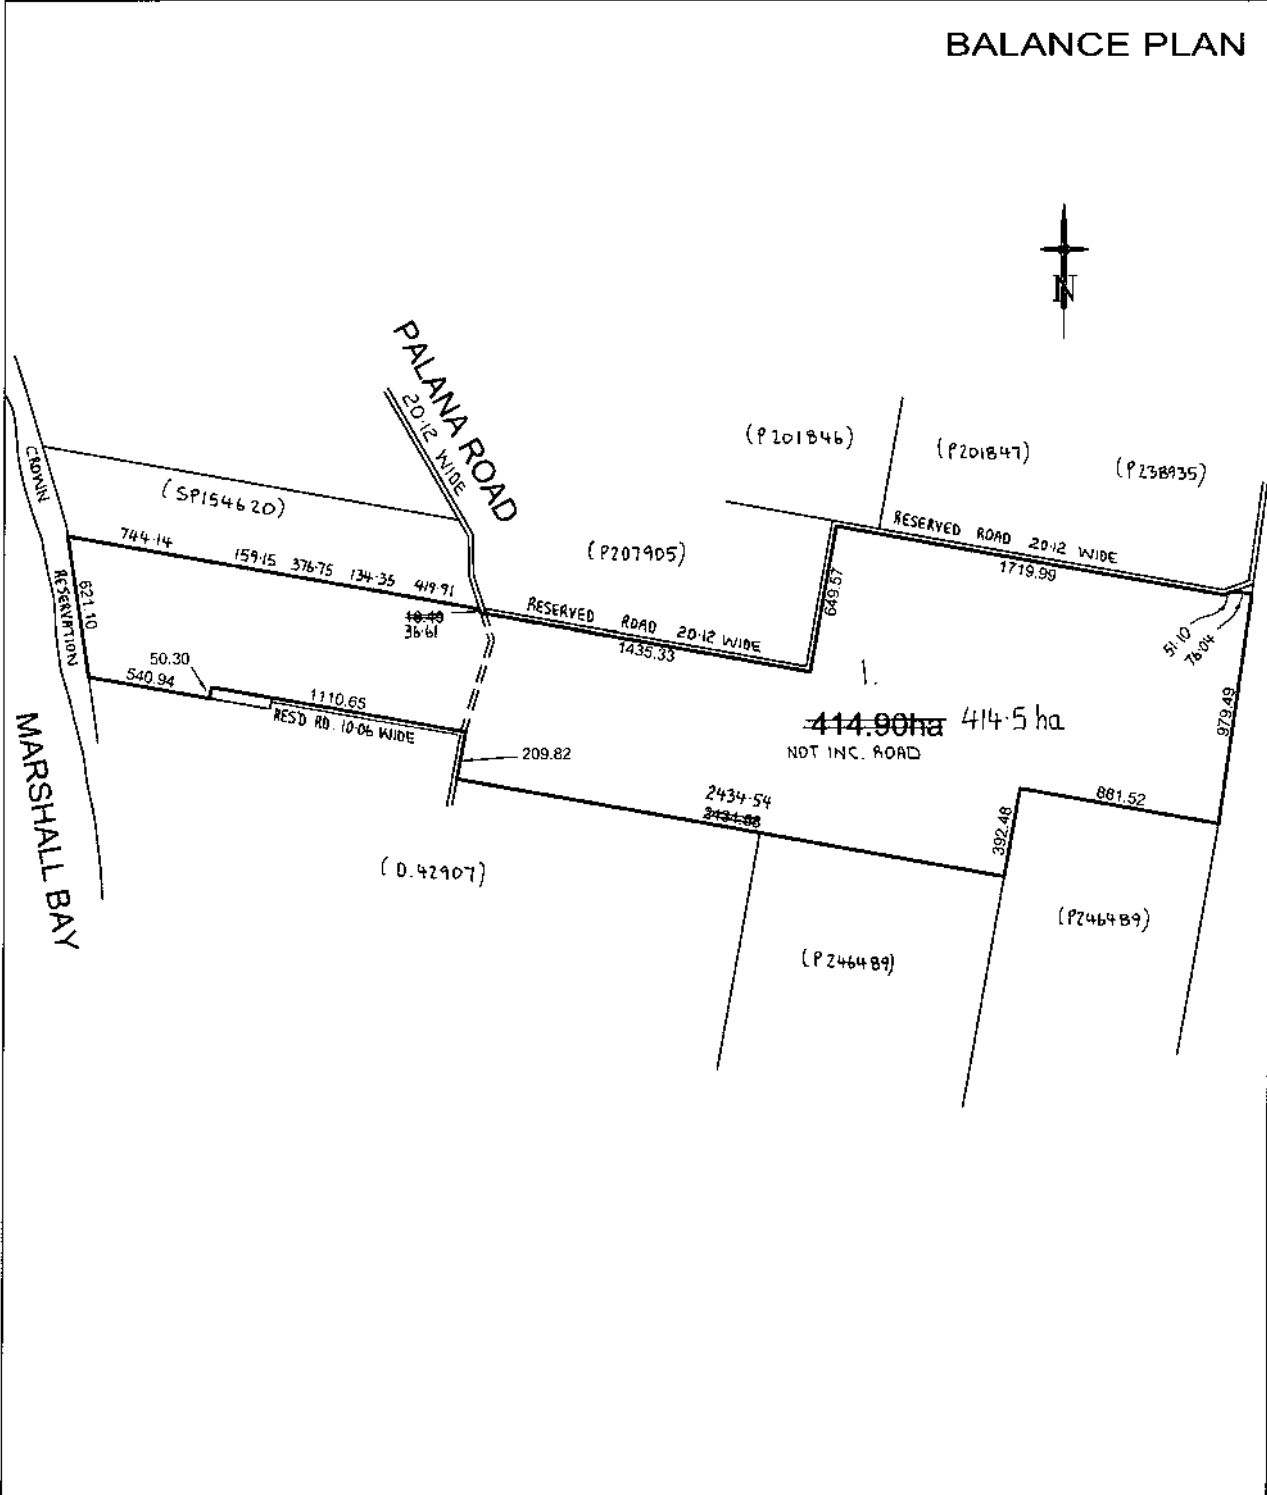 BALANCE PLAN
N
PALANA ROAD
20·12 WIDE
(P201846)
(P201847)
(P238935)
CROWN
RESERVATION
(SP154620)
RESERVED ROAD 20·12 WIDE
1719.99
744·14
159·15
376·75
134·35
419·91
(P207905)
649.57
621.10
18.40
36·61
RESERVED ROAD 20·12 WIDE
1435.33
51·10
76·04
50.30
540.94
1110.65
RES'D RD. 10·06 WIDE
1.
414.90ha
414·5 ha
NOT INC. ROAD
979.49
MARSHALL BAY
209.82
2434·54
881.52
392.48
(D.42907)
(P246489)
(P246489)